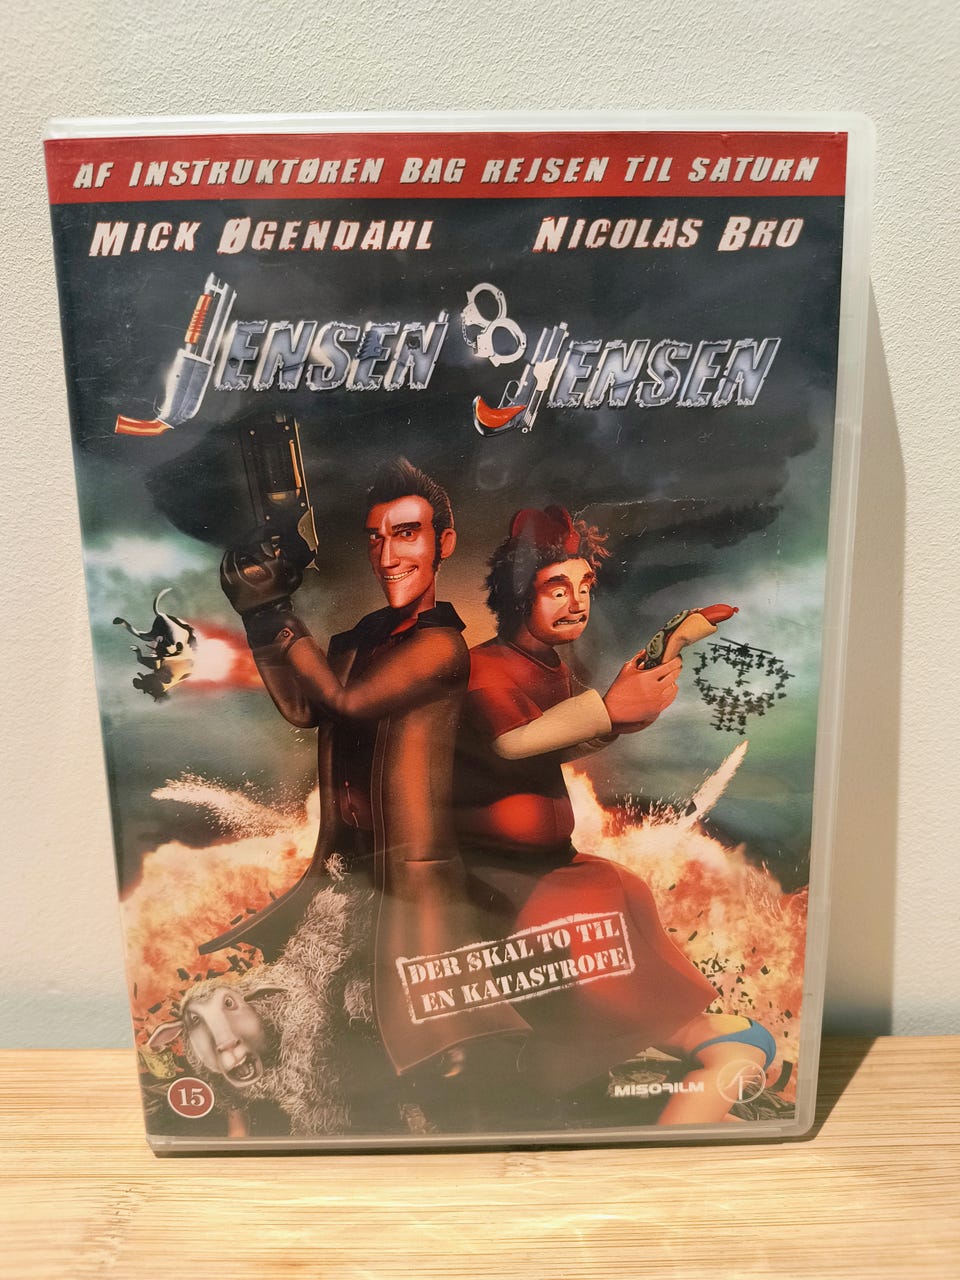 AF INSTRUKTØREN BAG REJSEN TIL SATURN
MICK ØGENDAHL NICOLAS BRO
JENSEN & JENSEN
DER SKAL TO TIL
EN KATASTROFE
15
MISOFILM SF